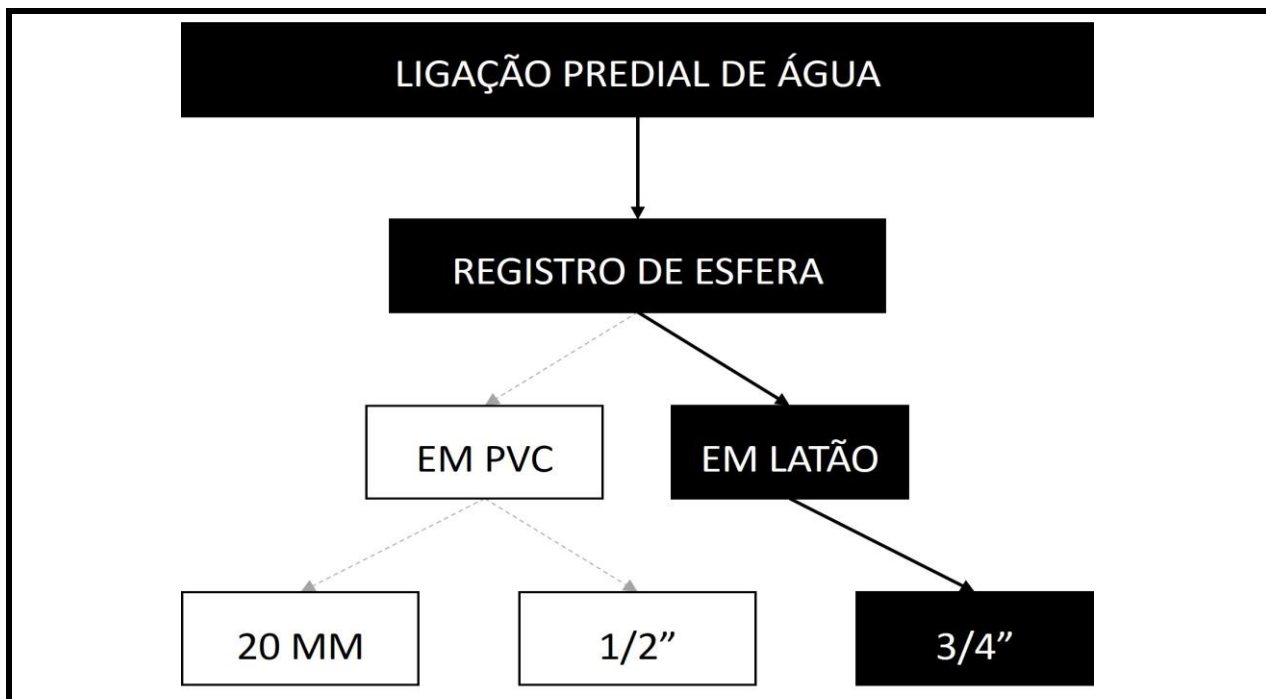 LIGAÇÃO PREDIAL DE ÁGUA
REGISTRO DE ESFERA
EM PVC
EM LATÃO
20 MM
1/2”
3/4”